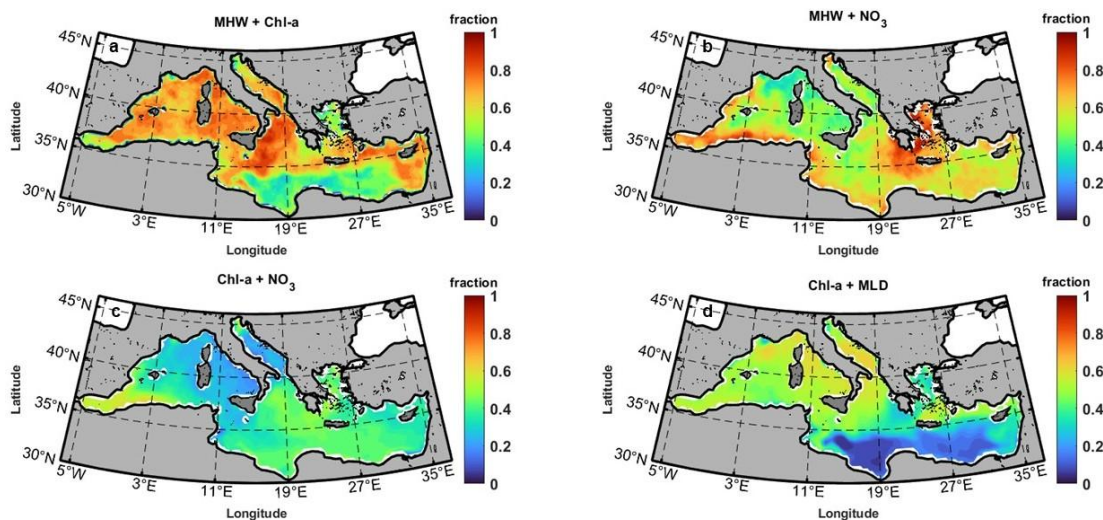 MHW + Chl-a
fraction
a
45°N
40°N
35°N
30°N
Latitude
5°W
3°E
11°E
19°E
27°E
35°E
Longitude
1
0.8
0.6
0.4
0.2
0
MHW + NO₃
fraction
b
45°N
40°N
35°N
30°N
Latitude
5°W
3°E
11°E
19°E
27°E
35°E
Longitude
1
0.8
0.6
0.4
0.2
0
Chl-a + NO₃
fraction
c
45°N
40°N
35°N
30°N
Latitude
5°W
3°E
11°E
19°E
27°E
35°E
Longitude
1
0.8
0.6
0.4
0.2
0
Chl-a + MLD
fraction
d
45°N
40°N
35°N
30°N
Latitude
5°W
3°E
11°E
19°E
27°E
35°E
Longitude
1
0.8
0.6
0.4
0.2
0